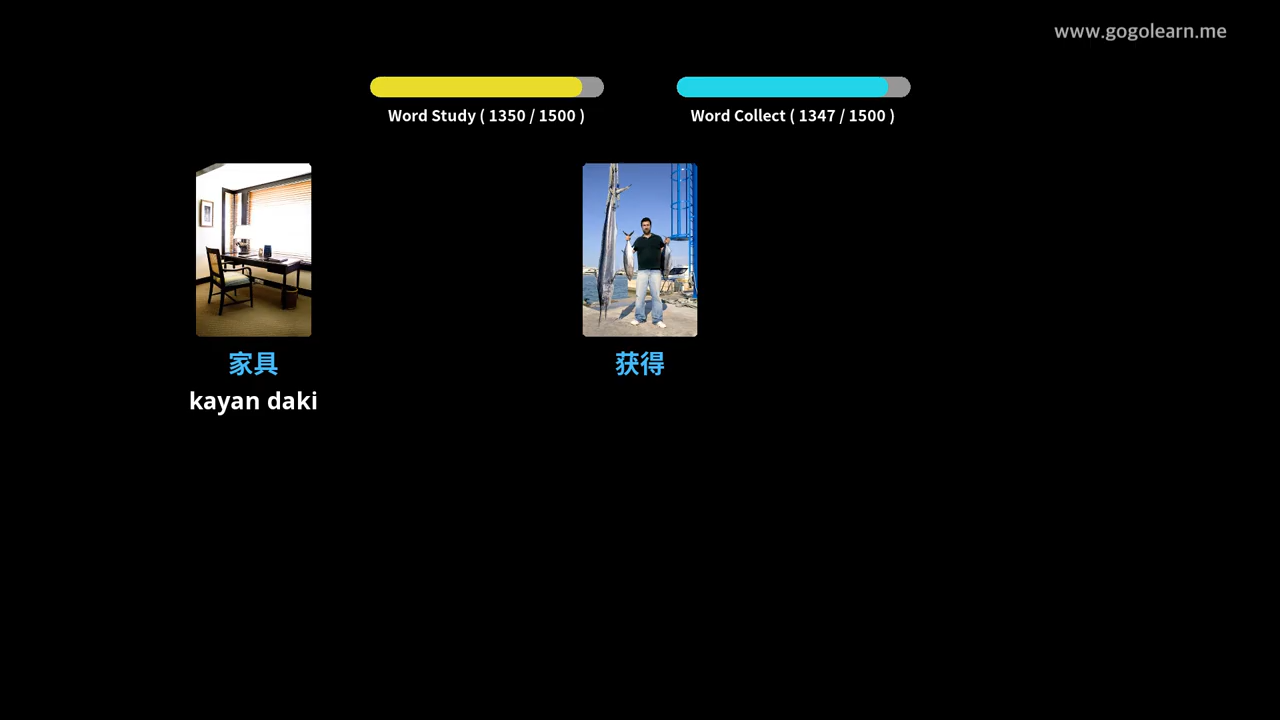 www.gogolearn.me
Word Study ( 1350 / 1500 )
Word Collect ( 1347 / 1500 )
家具
获得
kayan daki